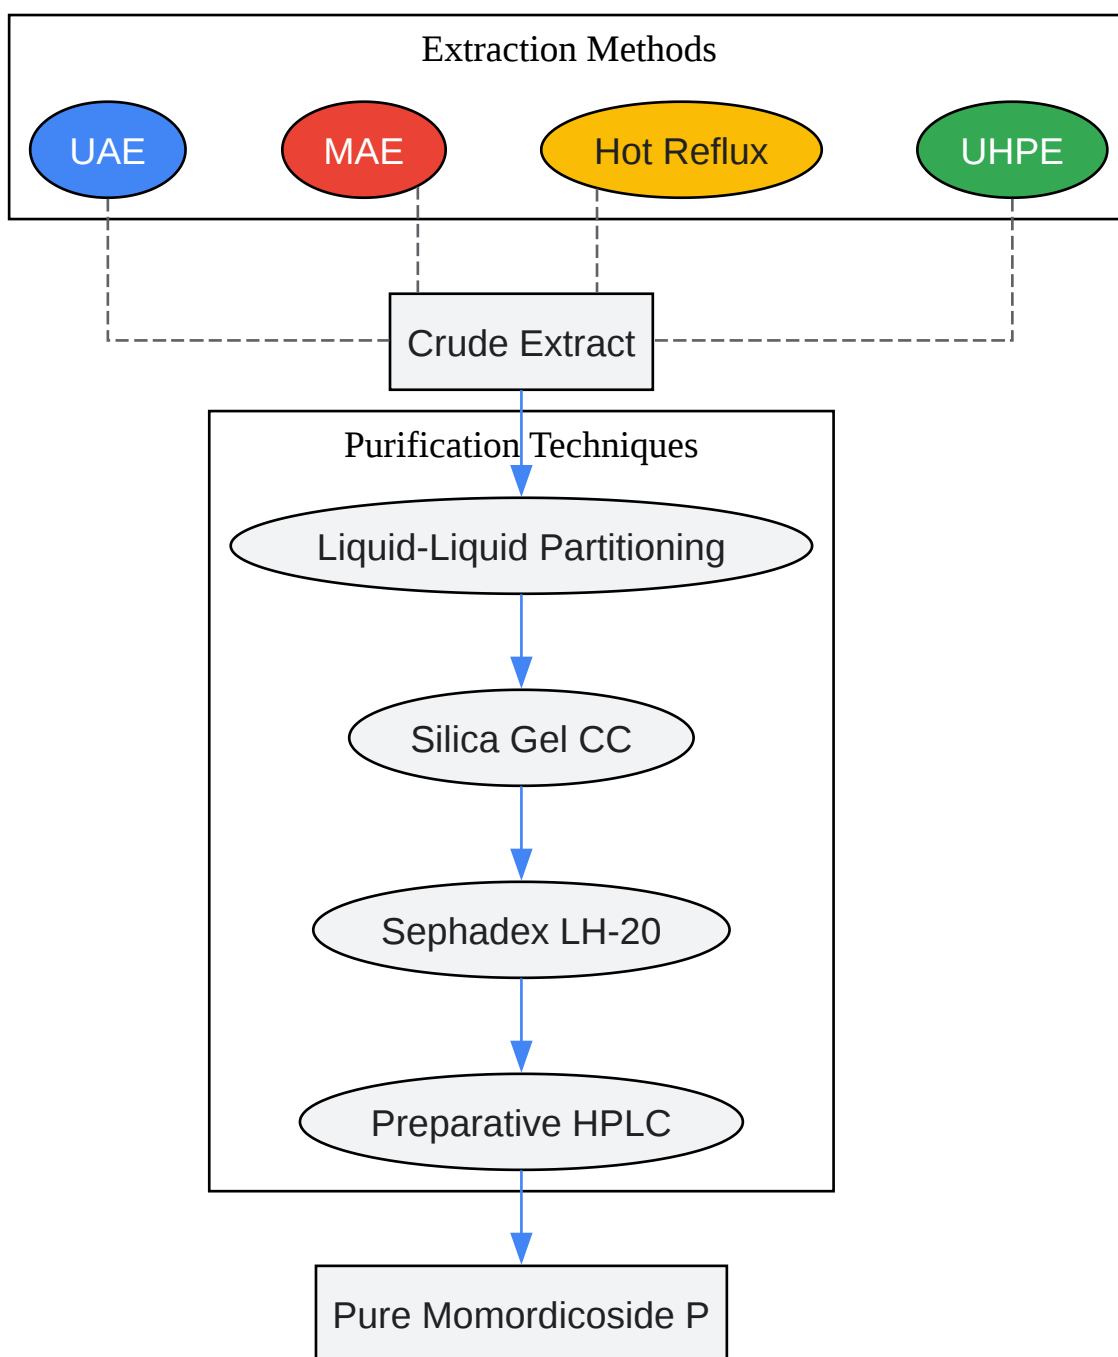 Extraction Methods
UAE
MAE
Hot Reflux
UHPE
Crude Extract
Purification Techniques
Liquid-Liquid Partitioning
Silica Gel CC
Sephadex LH-20
Preparative HPLC
Pure Momordicoside P